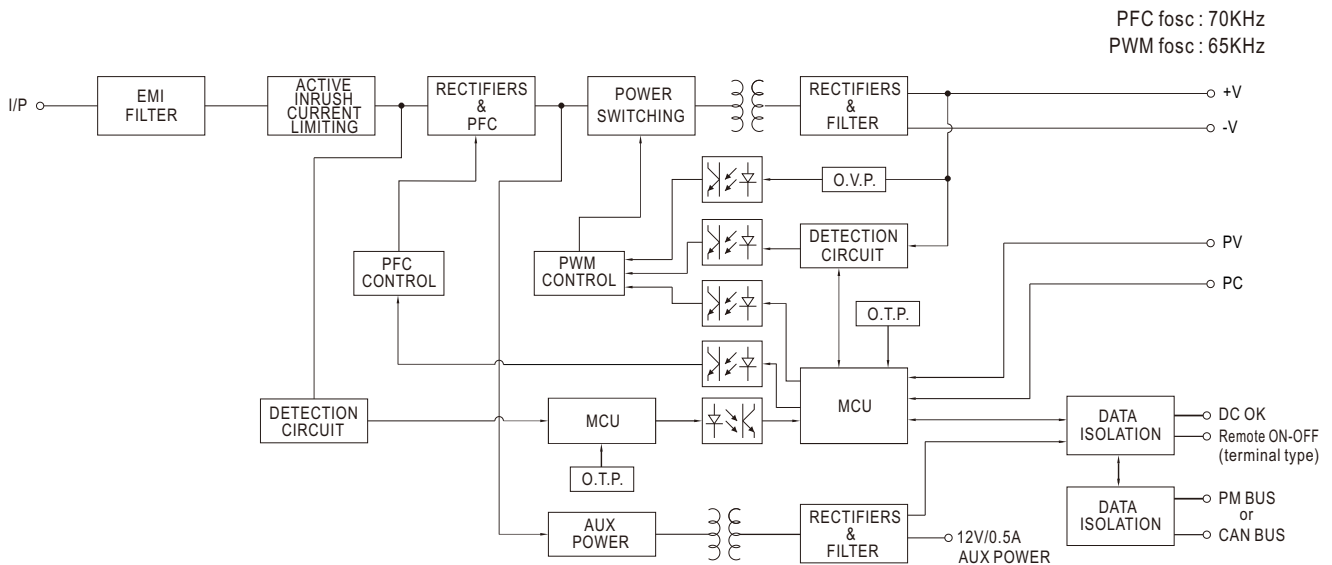 PFC fosc : 70KHz
PWM fosc : 65KHz
I/P
EMI
FILTER
ACTIVE
INRUSH
CURRENT
LIMITING
RECTIFIERS
&
PFC
POWER
SWITCHING
RECTIFIERS
&
FILTER
+V
-V
O.V.P.
DETECTION
CIRCUIT
PFC
CONTROL
PWM
CONTROL
PV
PC
O.T.P.
MCU
DETECTION
CIRCUIT
MCU
O.T.P.
DATA
ISOLATION
DC OK
Remote ON-OFF
(terminal type)
DATA
ISOLATION
PM BUS
or
CAN BUS
AUX
POWER
RECTIFIERS
&
FILTER
12V/0.5A
AUX POWER